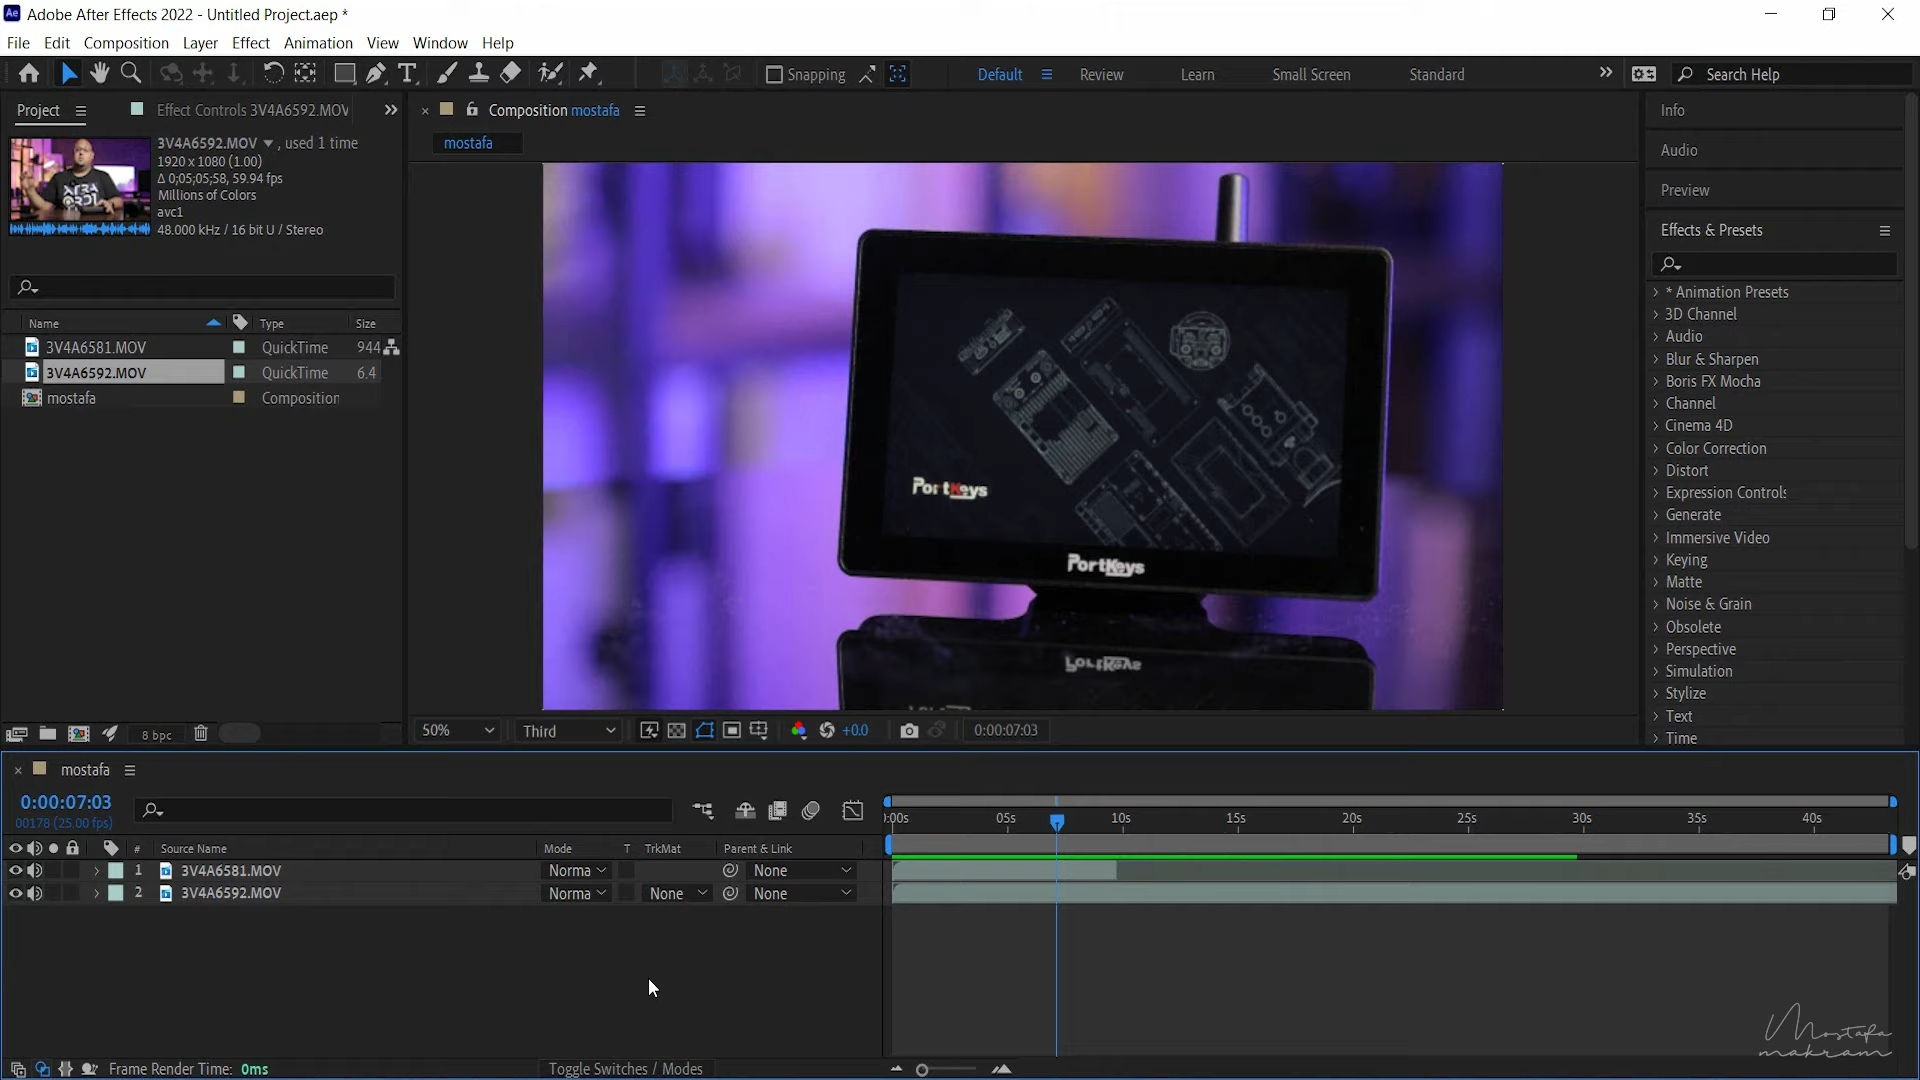 Adobe After Effects 2022 - Untitled Project.aep *
File Edit Composition Layer Effect Animation View Window Help
Snapping Default Review Learn Small Screen Standard Search Help
Project Effect Controls 3V4A6592.MOV
Composition mostafa
mostafa
3V4A6592.MOV , used 1 time
1920 x 1080 (1.00)
Δ 0;05;05;58, 59.94 fps
Millions of Colors
avc1
48.000 kHz / 16 bit U / Stereo
Name Type Size
3V4A6581.MOV QuickTime 944
3V4A6592.MOV QuickTime 6.4
mostafa Composition
8 bpc
PortKeys
PortKeys
50% Third +0.0 0:00:07:03
Info
Audio
Preview
Effects & Presets
* Animation Presets
3D Channel
Audio
Blur & Sharpen
Boris FX Mocha
Channel
Cinema 4D
Color Correction
Distort
Expression Controls
Generate
Immersive Video
Keying
Matte
Noise & Grain
Obsolete
Perspective
Simulation
Stylize
Text
Time
mostafa
0:00:07:03
00178 (25.00 fps)
:00s 05s 10s 15s 20s 25s 30s 35s 40s
# Source Name Mode T TrkMat Parent & Link
1 3V4A6581.MOV Norma None
2 3V4A6592.MOV Norma None None
Frame Render Time: 0ms
Toggle Switches / Modes
Mostafa
makram